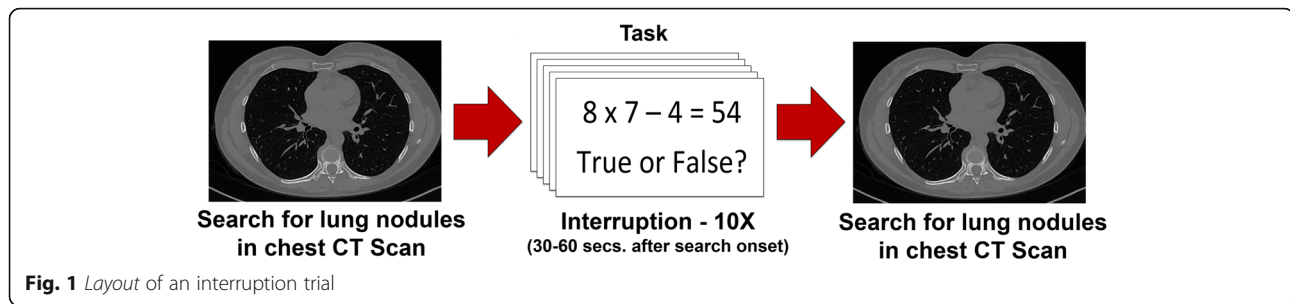 Task
8 x 7 – 4 = 54
True or False?
Search for lung nodules
in chest CT Scan
Interruption - 10X
(30-60 secs. after search onset)
Search for lung nodules
in chest CT Scan
Fig. 1 Layout of an interruption trial